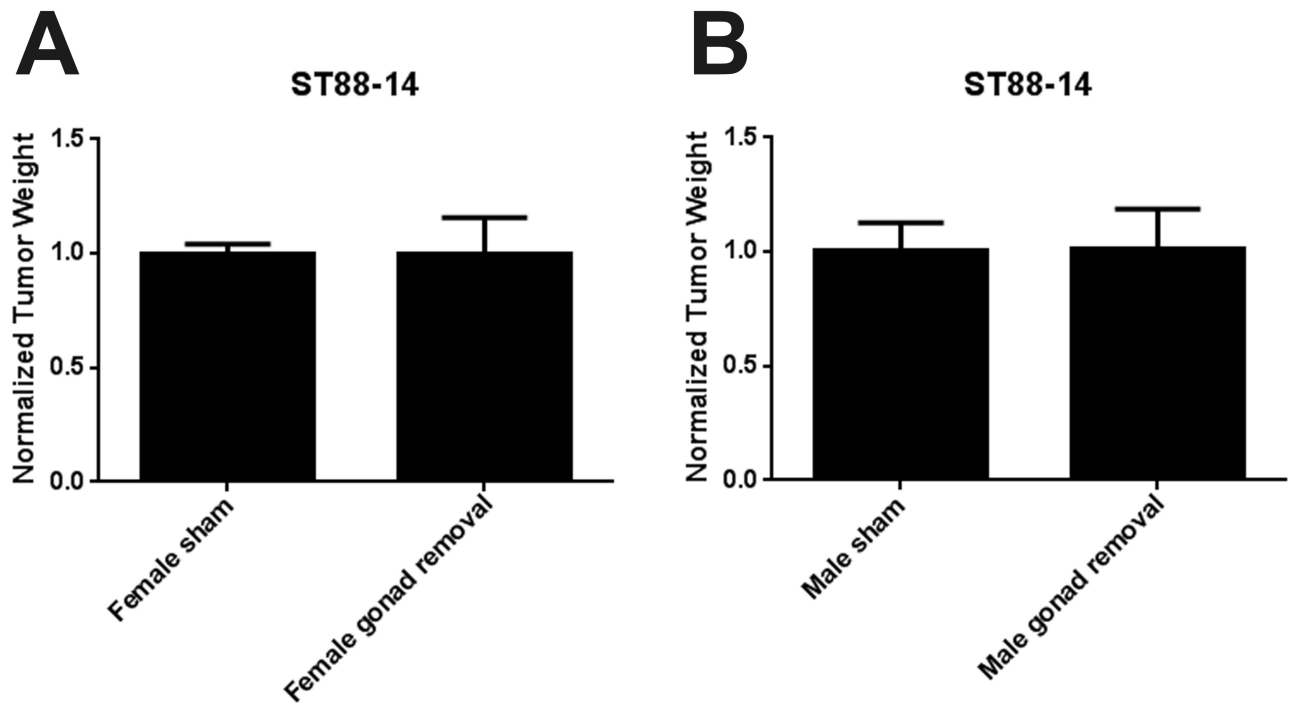 A
ST88-14
Normalized Tumor Weight
1.5
1.0
0.5
0.0
Female sham
Female gonad removal
B
ST88-14
Normalized Tumor Weight
1.5
1.0
0.5
0.0
Male sham
Male gonad removal